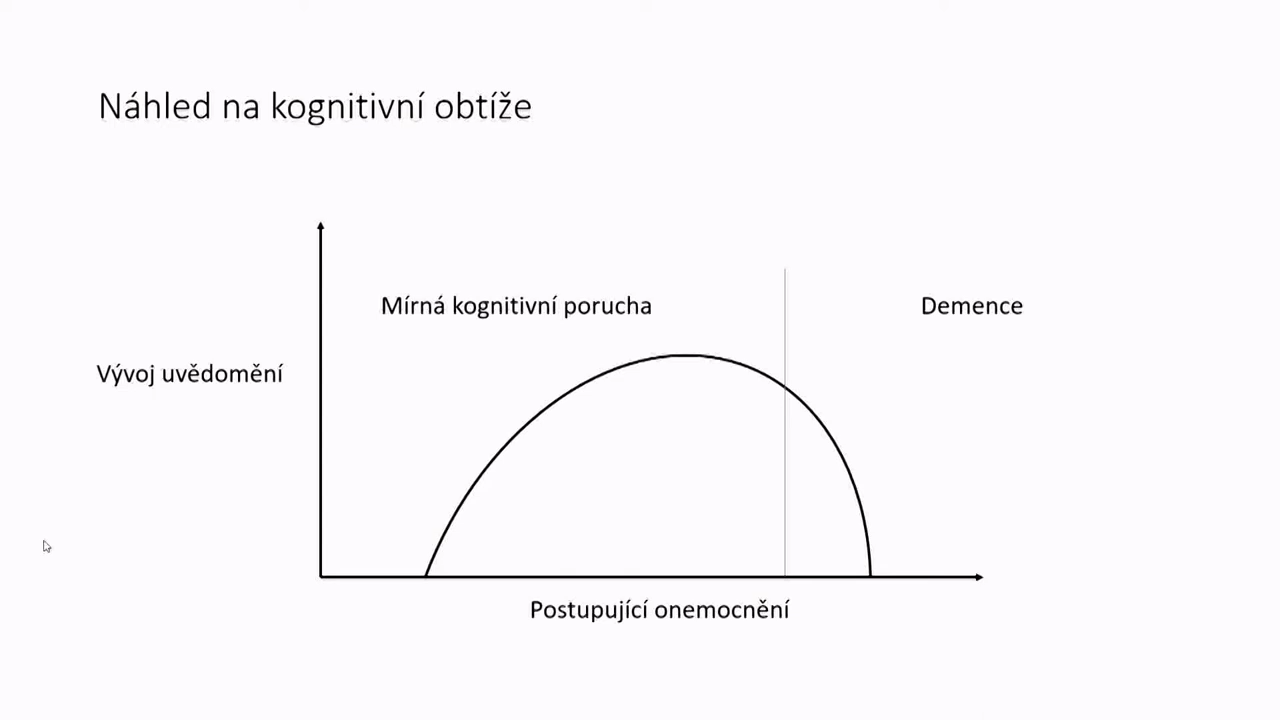 Náhled na kognitivní obtíže
Mírná kognitivní porucha
Demence
Vývoj uvědomění
Postupující onemocnění